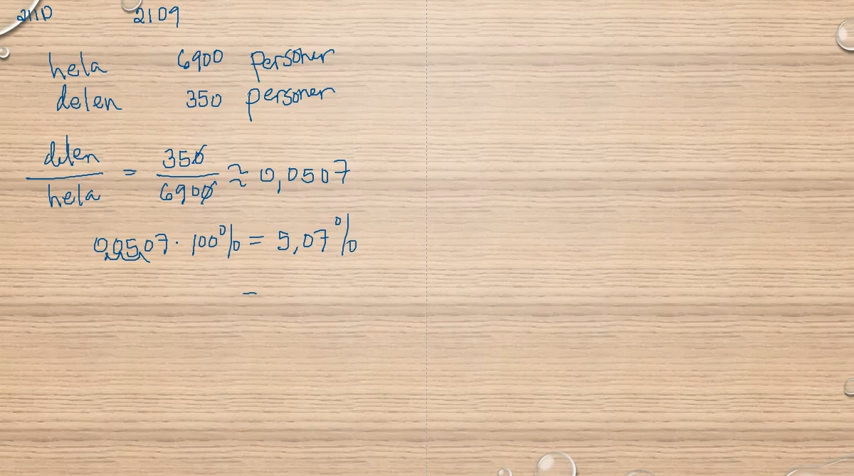 2110 2109
hela 6900 personer
delen 350 personer
delen/hela = 350/6900 ≈ 0,0507
0,0507 · 100% = 5,07%
=